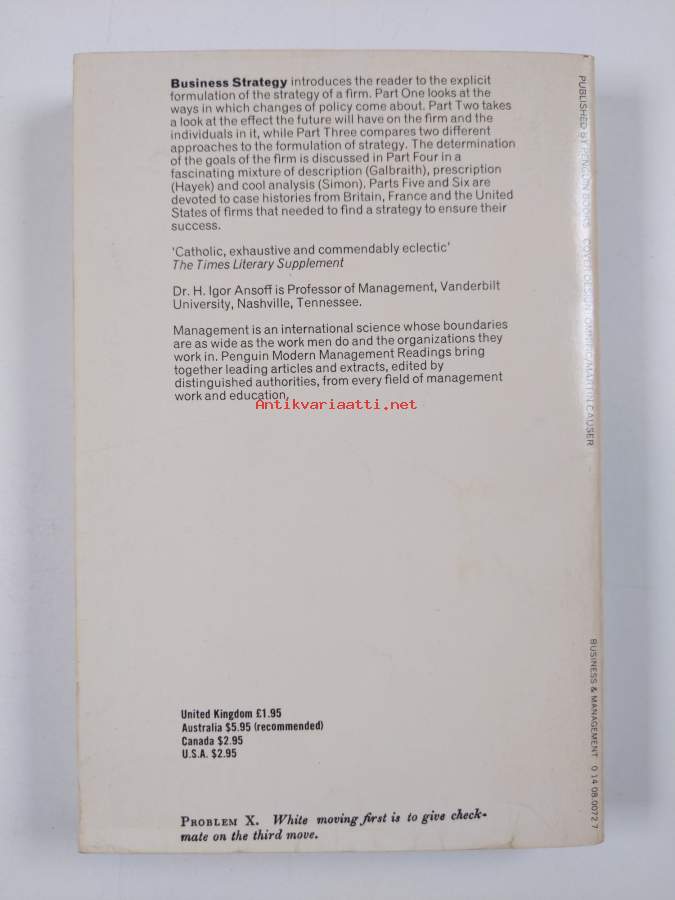 Business Strategy introduces the reader to the explicit
formulation of the strategy of a firm. Part One looks at the
ways in which changes of policy come about. Part Two takes
a look at the effect the future will have on the firm and the
individuals in it, while Part Three compares two different
approaches to the formulation of strategy. The determination
of the goals of the firm is discussed in Part Four in a
fascinating mixture of description (Galbraith), prescription
(Hayek) and cool analysis (Simon). Parts Five and Six are
devoted to case histories from Britain, France and the United
States of firms that needed to find a strategy to ensure their
success.
'Catholic, exhaustive and commendably eclectic'
The Times Literary Supplement
Dr. H. Igor Ansoff is Professor of Management, Vanderbilt
University, Nashville, Tennessee.
Management is an international science whose boundaries
are as wide as the work men do and the organizations they
work in. Penguin Modern Management Readings bring
together leading articles and extracts, edited by
distinguished authorities, from every field of management
work and education.
Antikvariaatti.net
United Kingdom £1.95
Australia $5.95 (recommended)
Canada $2.95
U.S.A. $2.95
PROBLEM X. White moving first is to give check-
mate on the third move.
PUBLISHED BY PENGUIN BOOKS COVER DESIGN OMNIFIC/MARTIN CAUSER
BUSINESS & MANAGEMENT 0 14 08.0072 7